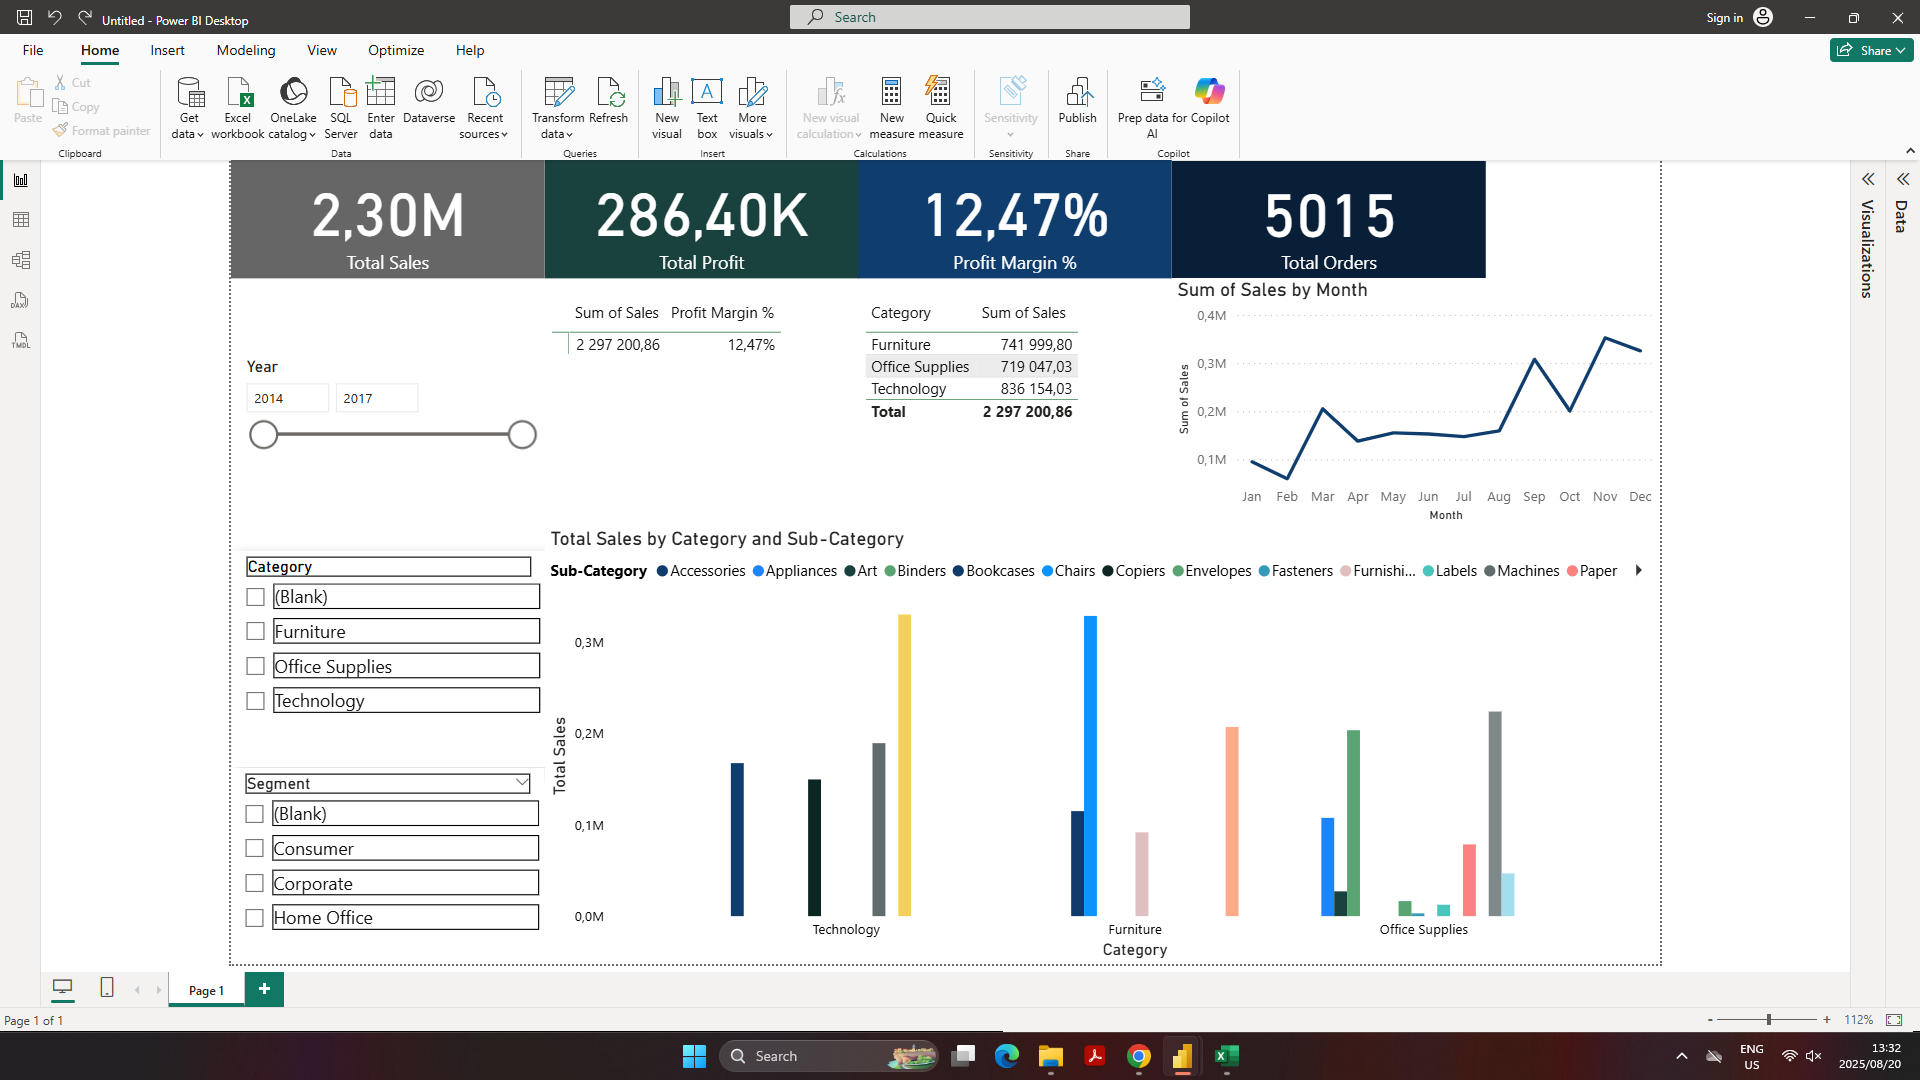 Untitled - Power BI Desktop
Search
Sign in
File Home Insert Modeling View Optimize Help
Share
Paste
Cut
Copy
Format painter
Clipboard
Get data
Excel workbook
OneLake catalog
SQL Server
Enter data
Dataverse
Recent sources
Data
Transform data
Refresh
Queries
New visual
Text box
More visuals
Insert
New visual calculation
New measure
Quick measure
Calculations
Sensitivity
Sensitivity
Publish
Share
Prep data for AI
Copilot
Copilot
DAX
TMDL
2,30M
Total Sales
286,40K
Total Profit
12,47%
Profit Margin %
5015
Total Orders
Visualizations
Data
Year
2014 2017
Sum of Sales Profit Margin %
2 297 200,86 12,47%
Category Sum of Sales
Furniture 741 999,80
Office Supplies 719 047,03
Technology 836 154,03
Total 2 297 200,86
Sum of Sales by Month
Sum of Sales
0,4M
0,3M
0,2M
0,1M
Jan Feb Mar Apr May Jun Jul Aug Sep Oct Nov Dec
Month
Category
(Blank)
Furniture
Office Supplies
Technology
Segment
(Blank)
Consumer
Corporate
Home Office
Total Sales by Category and Sub-Category
Sub-Category Accessories Appliances Art Binders Bookcases Chairs Copiers Envelopes Fasteners Furnishi... Labels Machines Paper
Total Sales
0,3M
0,2M
0,1M
0,0M
Technology Furniture Office Supplies
Category
Page 1
+
Page 1 of 1
- + 112%
Search
ENG
US
13:32
2025/08/20